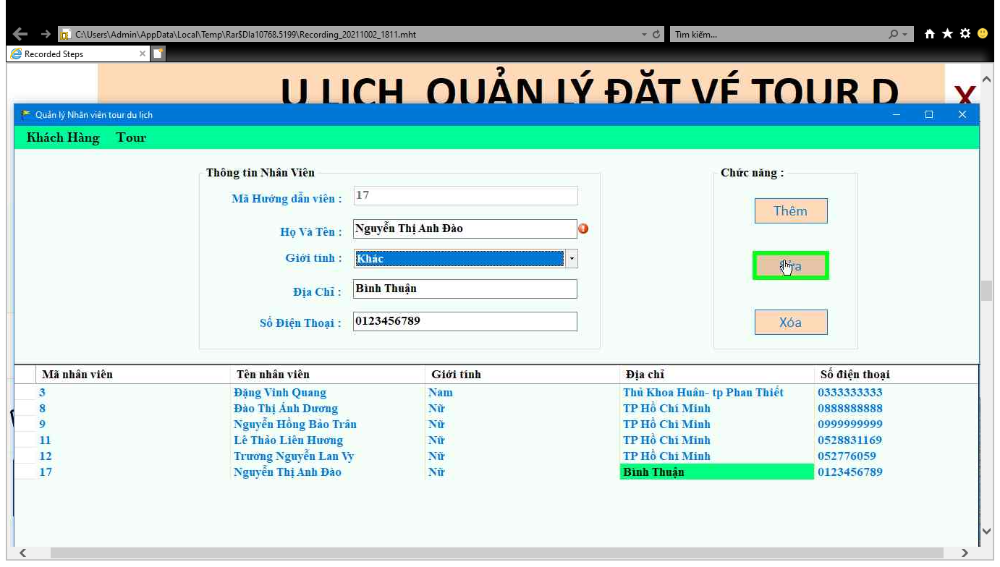 C:\Users\Admin\AppData\Local\Temp\Rar$DIa10768.5199\Recording_20211002_1811.mht
Tìm kiếm...
Recorded Steps
U LỊCH QUẢN LÝ ĐẶT VÉ TOUR D
X
Quản lý Nhân viên tour du lịch
Khách Hàng Tour
Thông tin Nhân Viên
Chức năng :
Mã Hướng dẫn viên : 17
Thêm
Họ Và Tên : Nguyễn Thị Anh Đào
Giới tính : Khác
Sửa
Địa Chỉ : Bình Thuận
Số Điện Thoại : 0123456789
Xóa
Mã nhân viên Tên nhân viên Giới tính Địa chỉ Số điện thoại
3 Đặng Vinh Quang Nam Thủ Khoa Huân- tp Phan Thiết 0333333333
8 Đào Thị Ánh Dương Nữ TP Hồ Chí Minh 0888888888
9 Nguyễn Hồng Bảo Trân Nữ TP Hồ Chí Minh 0999999999
11 Lê Thảo Liên Hương Nữ TP Hồ Chí Minh 0528831169
12 Trương Nguyễn Lan Vy Nữ TP Hồ Chí Minh 052776059
17 Nguyễn Thị Anh Đào Nữ Bình Thuận 0123456789